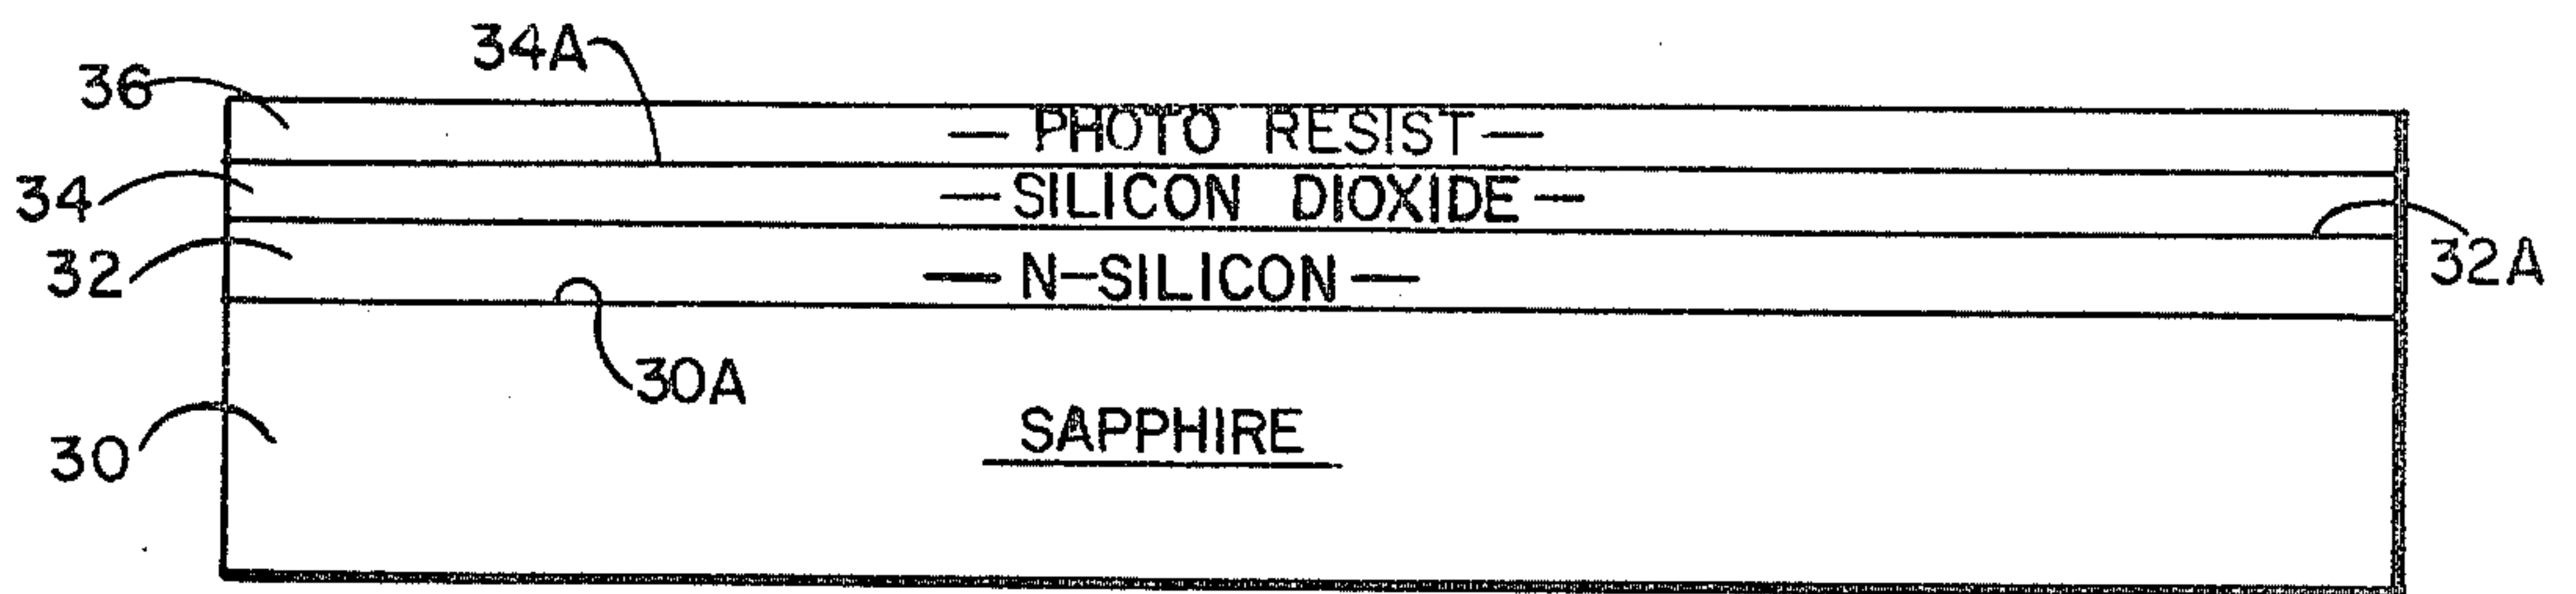 34A
36
— PHOTO RESIST —
34
— SILICON DIOXIDE —
32
— N-SILICON —
32A
30A
30
SAPPHIRE